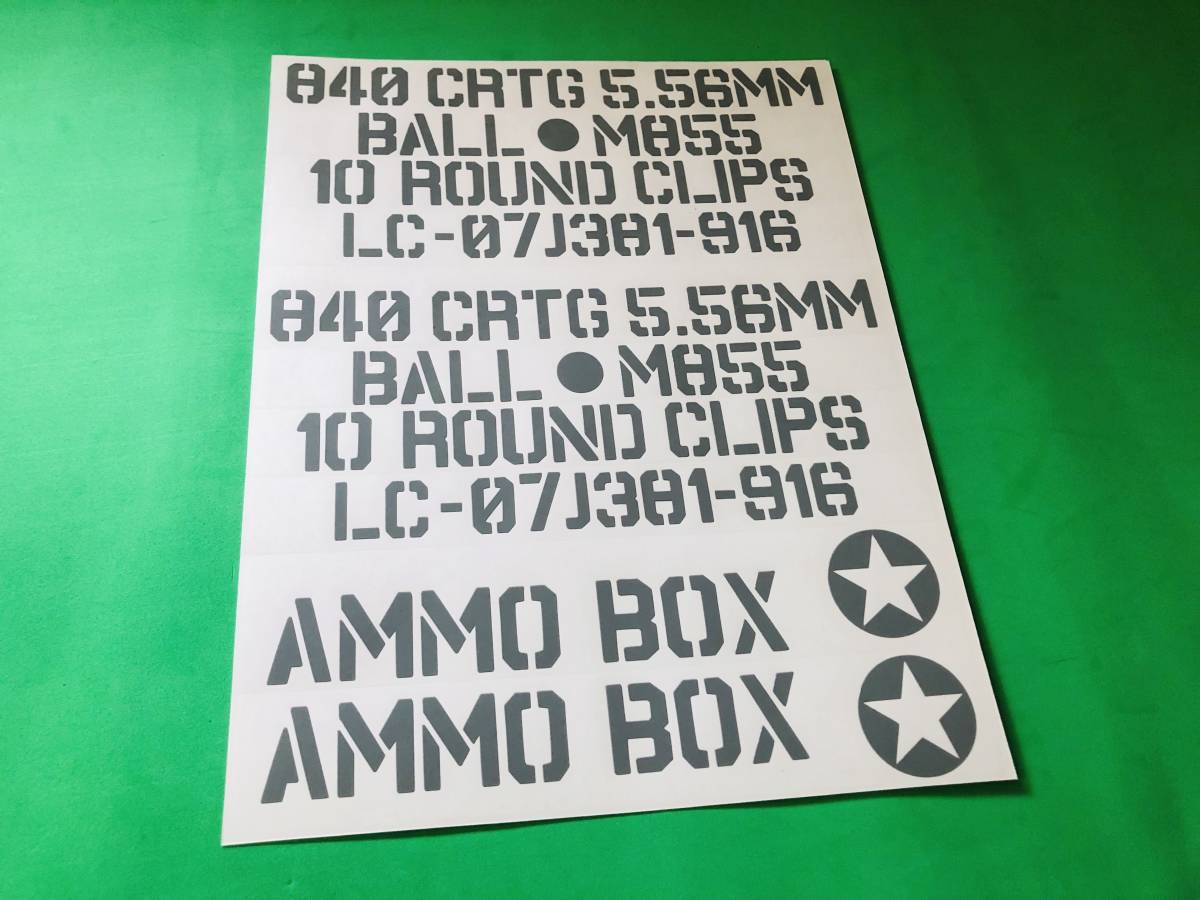 840 CRTG 5.56MM
BALL ● M855
10 ROUND CLIPS
LC-07J381-916
840 CRTG 5.56MM
BALL ● M855
10 ROUND CLIPS
LC-07J381-916
AMMO BOX
AMMO BOX